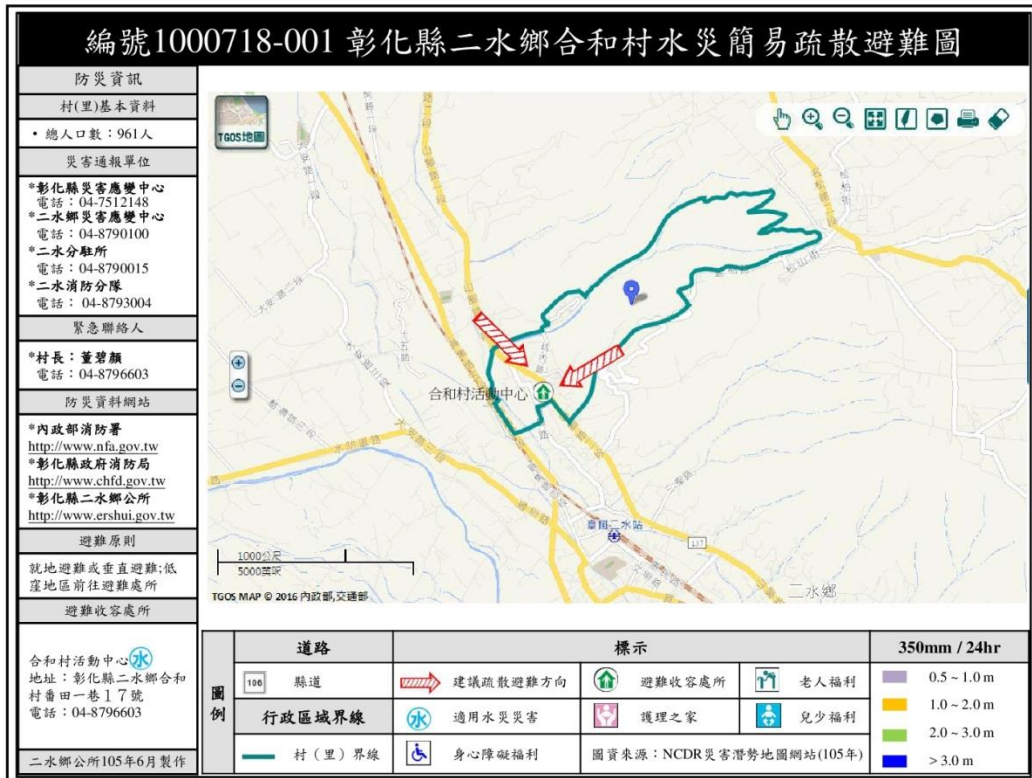 編號1000718-001 彰化縣二水鄉合和村水災簡易疏散避難圖
防災資訊
村(里)基本資料
• 總人口數：961人
災害通報單位
*彰化縣災害應變中心
電話：04-7512148
*二水鄉災害應變中心
電話：04-8790100
*二水分駐所
電話：04-8790015
*二水消防分隊
電話： 04-8793004
緊急聯絡人
*村長：董碧顏
電話：04-8796603
防災資料網站
*內政部消防署
http://www.nfa.gov.tw
*彰化縣政府消防局
http://www.chfd.gov.tw
*彰化縣二水鄉公所
http://www.ershui.gov.tw
避難原則
就地避難或垂直避難;低
窪地區前往避難處所
避難收容處所
合和村活動中心 水
地址：彰化縣二水鄉合和
村番田一巷１７號
電話：04-8796603
二水鄉公所105年6月製作
TGOS地圖
合和村活動中心
臺鐵二水站
137
二水鄉
1000公尺
5000英呎
TGOS MAP © 2016 內政部,交通部
圖例
道路
106 縣道
行政區域界線
村（里）界線
標示
建議疏散避難方向
避難收容處所
老人福利
水 適用水災災害
護理之家
兒少福利
身心障礙福利
圖資來源：NCDR災害潛勢地圖網站(105年)
350mm / 24hr
0.5 ~ 1.0 m
1.0 ~ 2.0 m
2.0 ~ 3.0 m
> 3.0 m